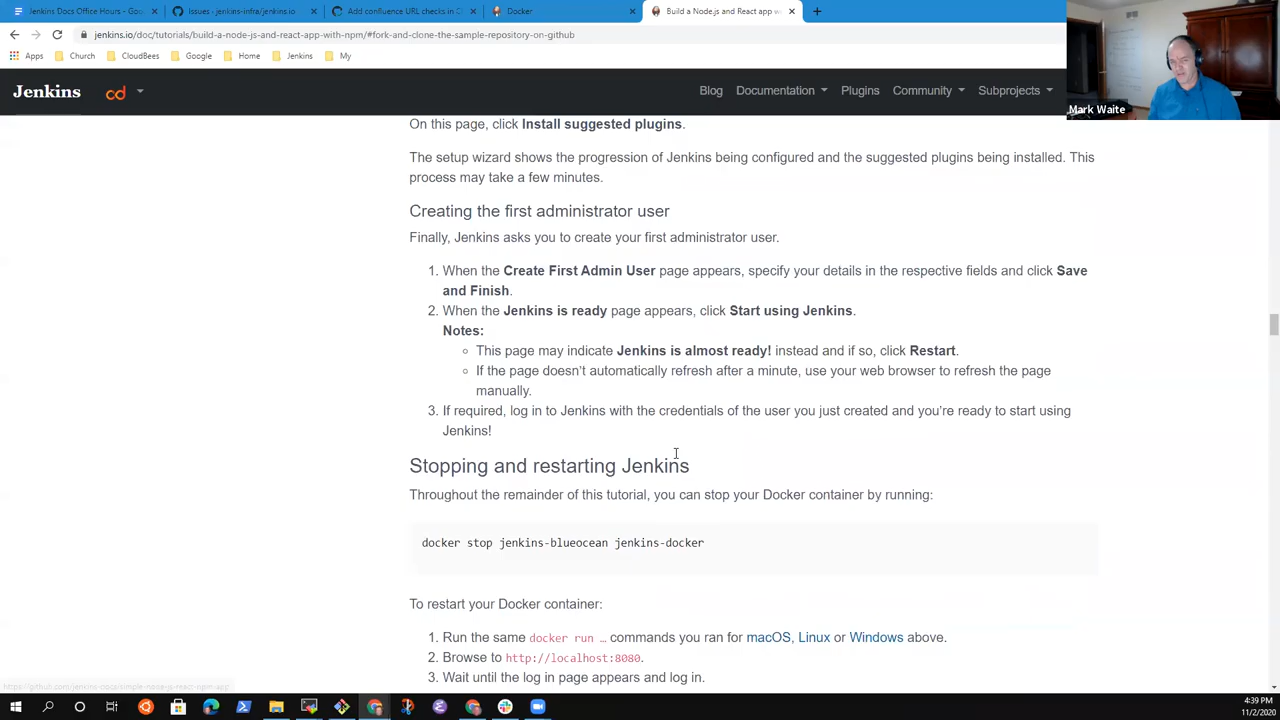 Jenkins Docs Office Hours - Goo
Issues · jenkins-infra/jenkins.io
Add confluence URL checks in C
Docker
Build a Node.js and React app w
jenkins.io/doc/tutorials/build-a-node-js-and-react-app-with-npm/#fork-and-clone-the-sample-repository-on-github
Apps Church CloudBees Google Home Jenkins My
Jenkins cd Blog Documentation Plugins Community Subprojects
Mark Waite
On this page, click Install suggested plugins.
The setup wizard shows the progression of Jenkins being configured and the suggested plugins being installed. This
process may take a few minutes.
Creating the first administrator user
Finally, Jenkins asks you to create your first administrator user.
1. When the Create First Admin User page appears, specify your details in the respective fields and click Save
and Finish.
2. When the Jenkins is ready page appears, click Start using Jenkins.
Notes:
This page may indicate Jenkins is almost ready! instead and if so, click Restart.
If the page doesn't automatically refresh after a minute, use your web browser to refresh the page
manually.
3. If required, log in to Jenkins with the credentials of the user you just created and you're ready to start using
Jenkins!
Stopping and restarting Jenkins
Throughout the remainder of this tutorial, you can stop your Docker container by running:
docker stop jenkins-blueocean jenkins-docker
To restart your Docker container:
1. Run the same docker run … commands you ran for macOS, Linux or Windows above.
2. Browse to http://localhost:8080.
3. Wait until the log in page appears and log in.
https://github.com/jenkins-docs/simple-node-js-react-npm-app
4:39 PM
11/2/2020